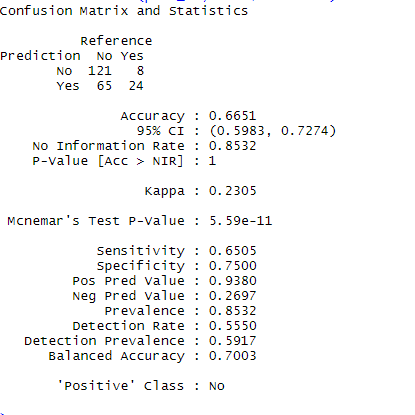 Confusion Matrix and Statistics
Reference
Prediction No Yes
No 121 8
Yes 65 24
Accuracy : 0.6651
95% CI : (0.5983, 0.7274)
No Information Rate : 0.8532
P-Value [Acc > NIR] : 1
Kappa : 0.2305
Mcnemar's Test P-Value : 5.59e-11
Sensitivity : 0.6505
Specificity : 0.7500
Pos Pred Value : 0.9380
Neg Pred Value : 0.2697
Prevalence : 0.8532
Detection Rate : 0.5550
Detection Prevalence : 0.5917
Balanced Accuracy : 0.7003
'Positive' Class : No